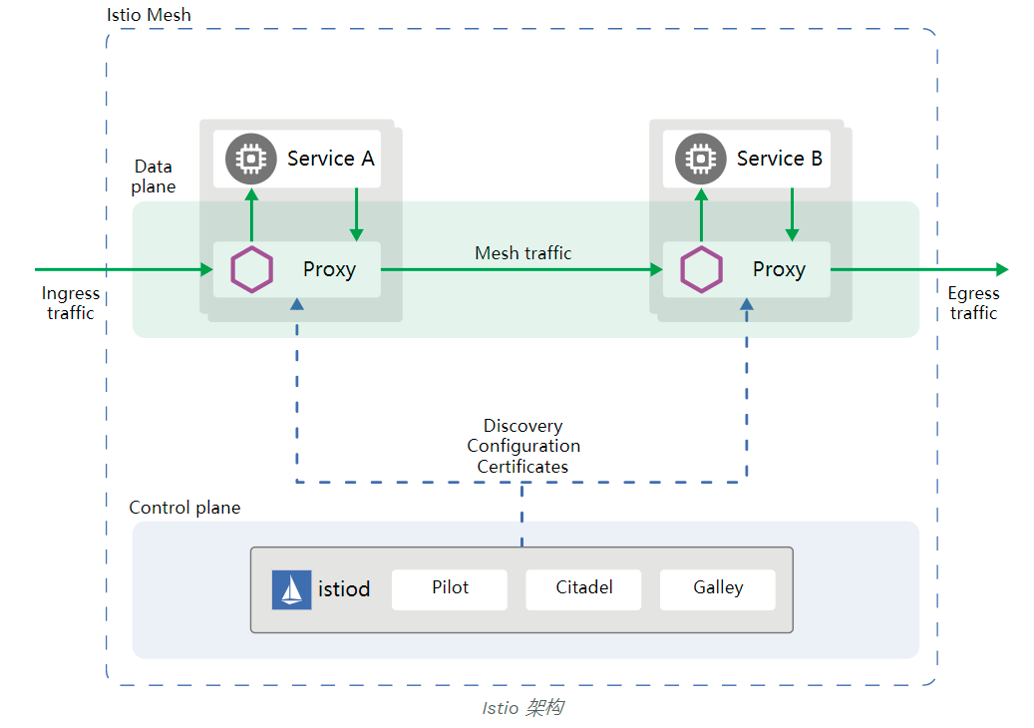 Istio Mesh
Service A
Service B
Data
plane
Proxy
Mesh traffic
Proxy
Ingress
traffic
Egress
traffic
Discovery
Configuration
Certificates
Control plane
istiod
Pilot
Citadel
Galley
Istio 架构